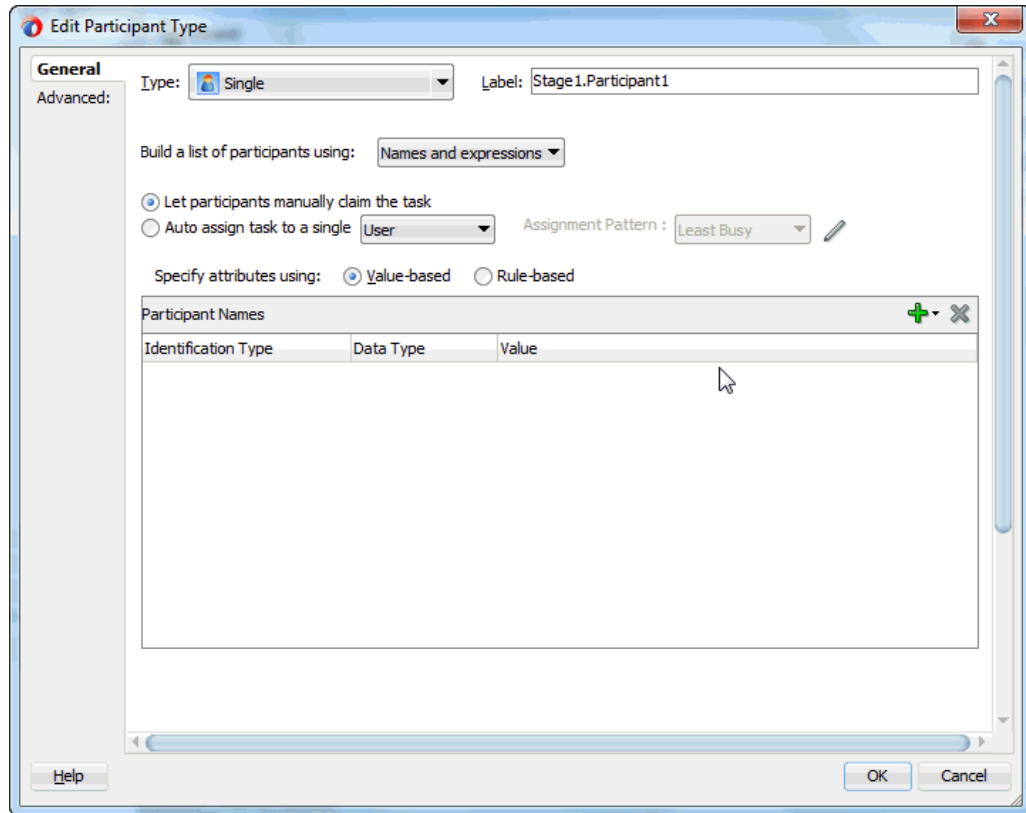 Edit Participant Type
General
Advanced:
Type: Single Label: Stage1.Participant1
Build a list of participants using: Names and expressions
Let participants manually claim the task
Auto assign task to a single User Assignment Pattern : Least Busy
Specify attributes using: Value-based Rule-based
Participant Names
Identification Type Data Type Value
Help OK Cancel